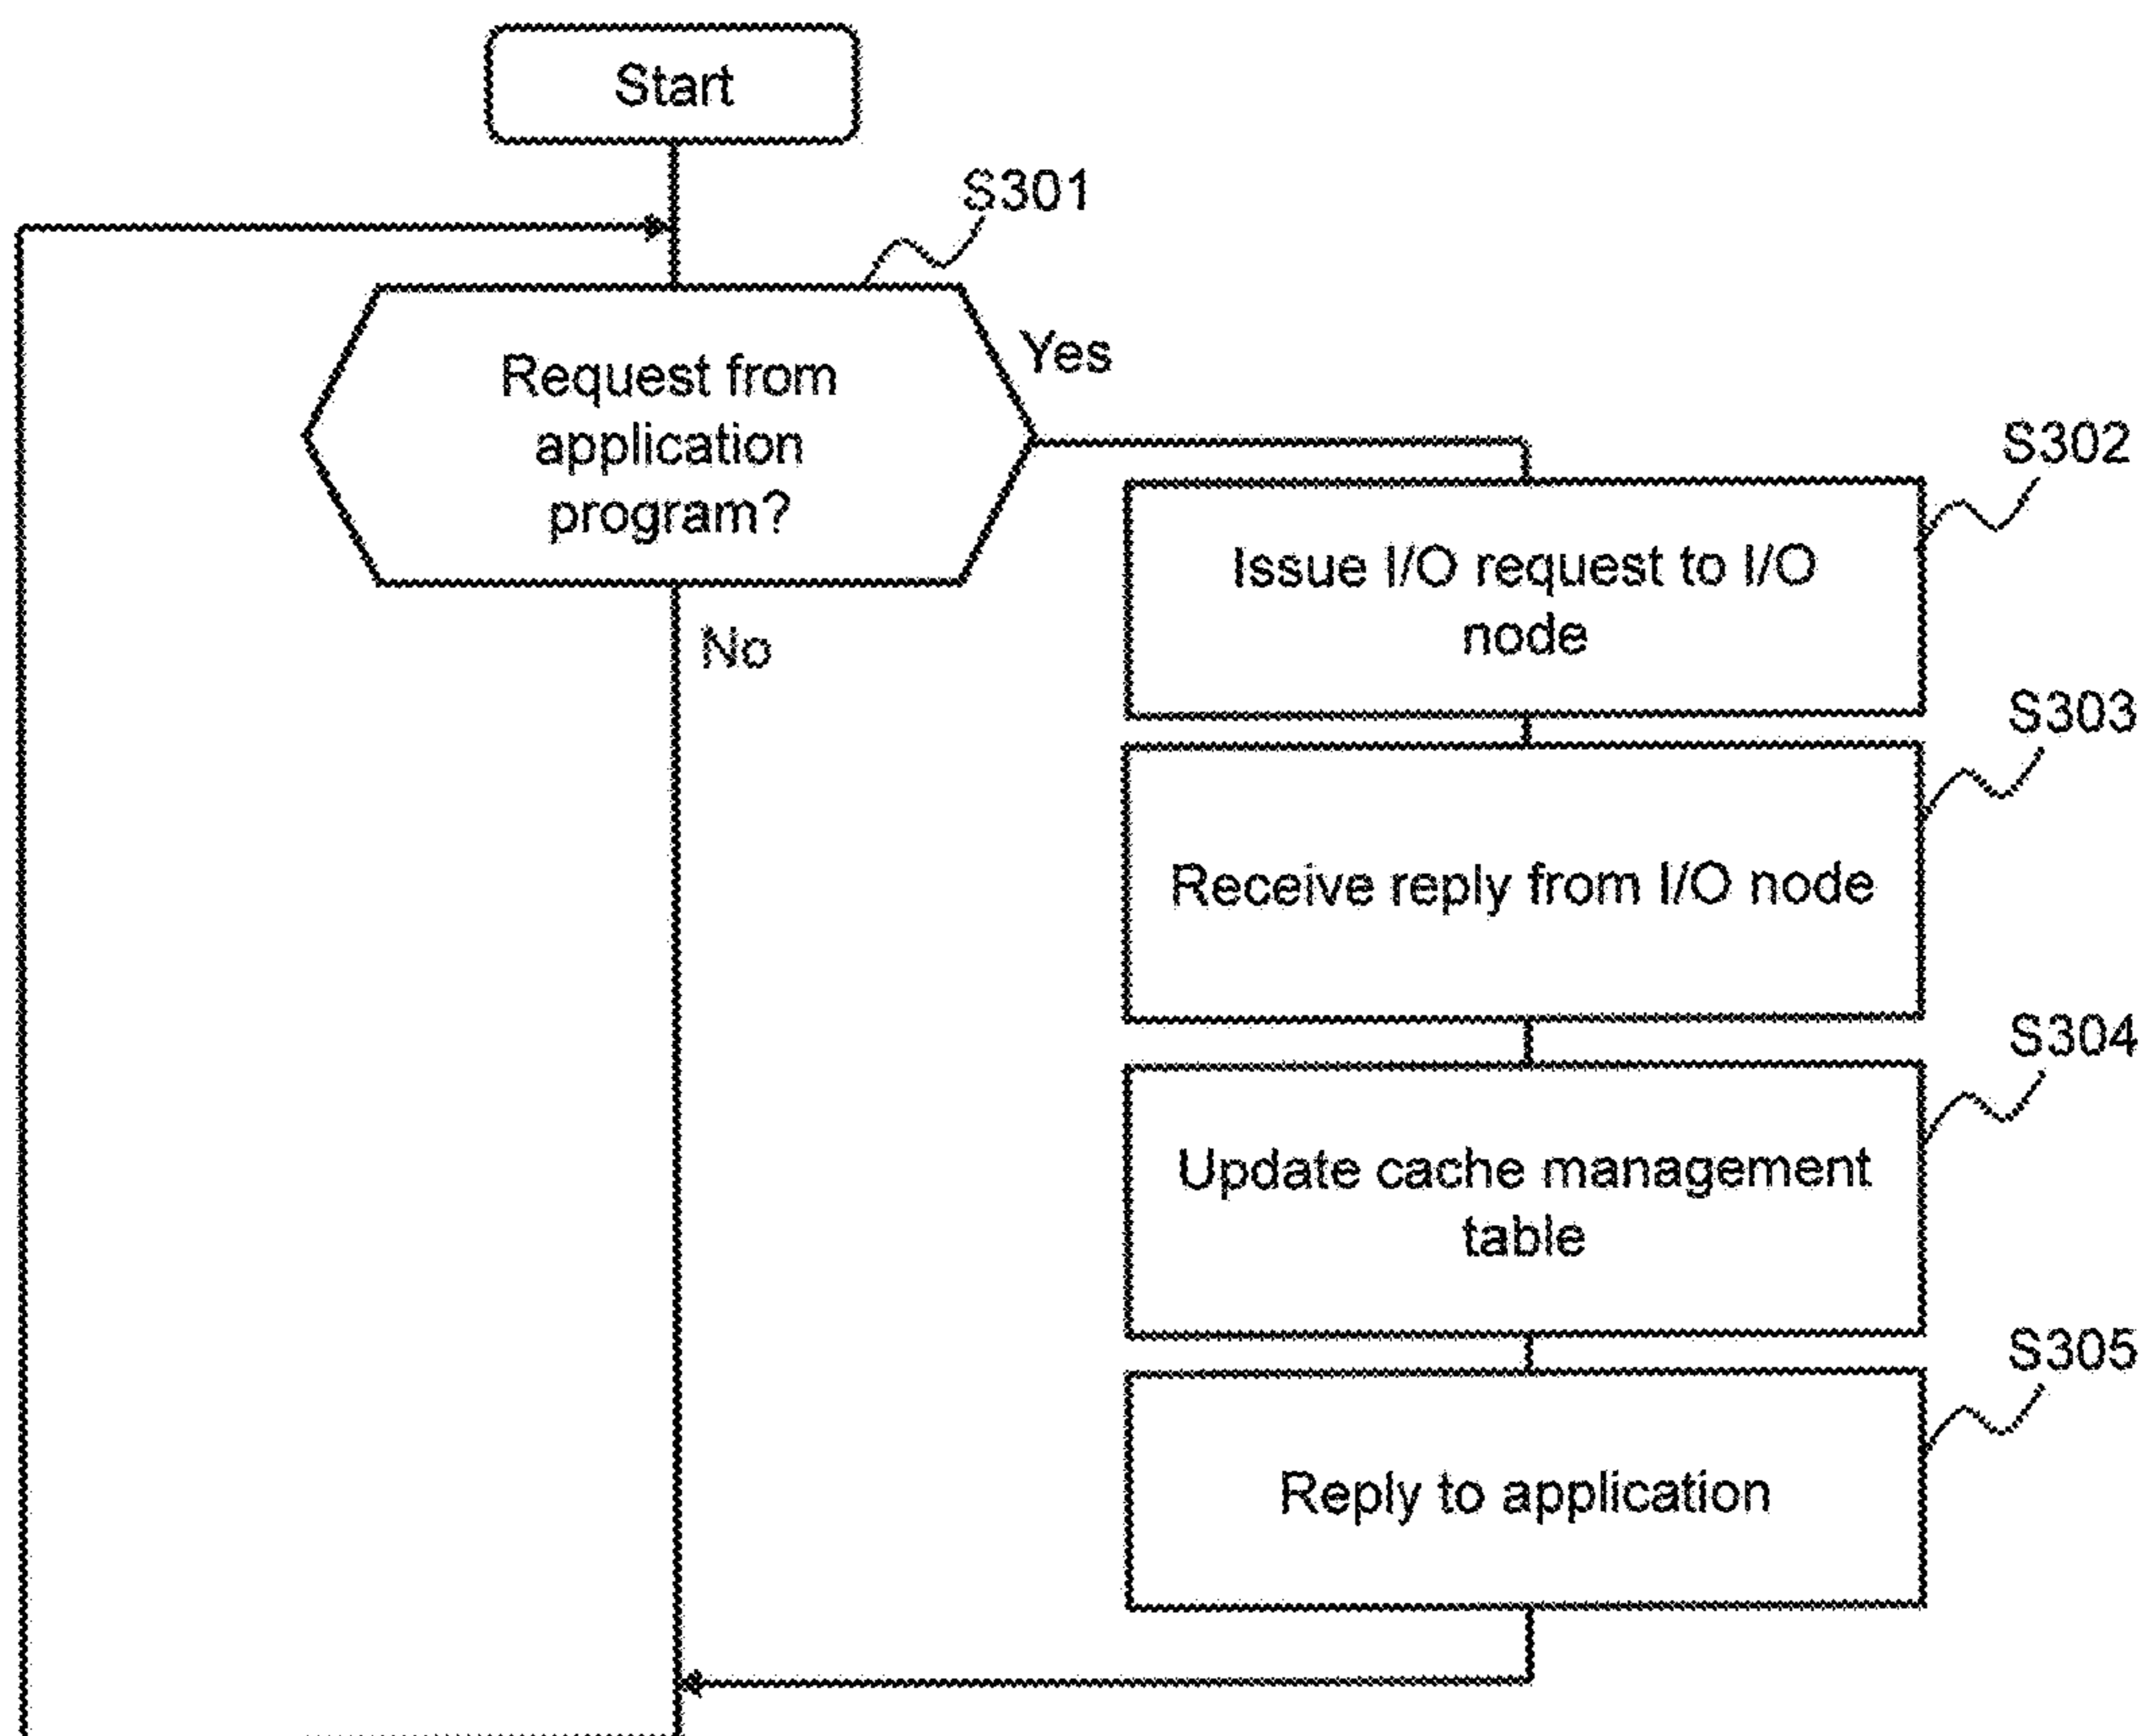 Start
S301
Request from
application
program?
Yes
No
S302
Issue I/O request to I/O
node
S303
Receive reply from I/O node
S304
Update cache management
table
S305
Reply to application